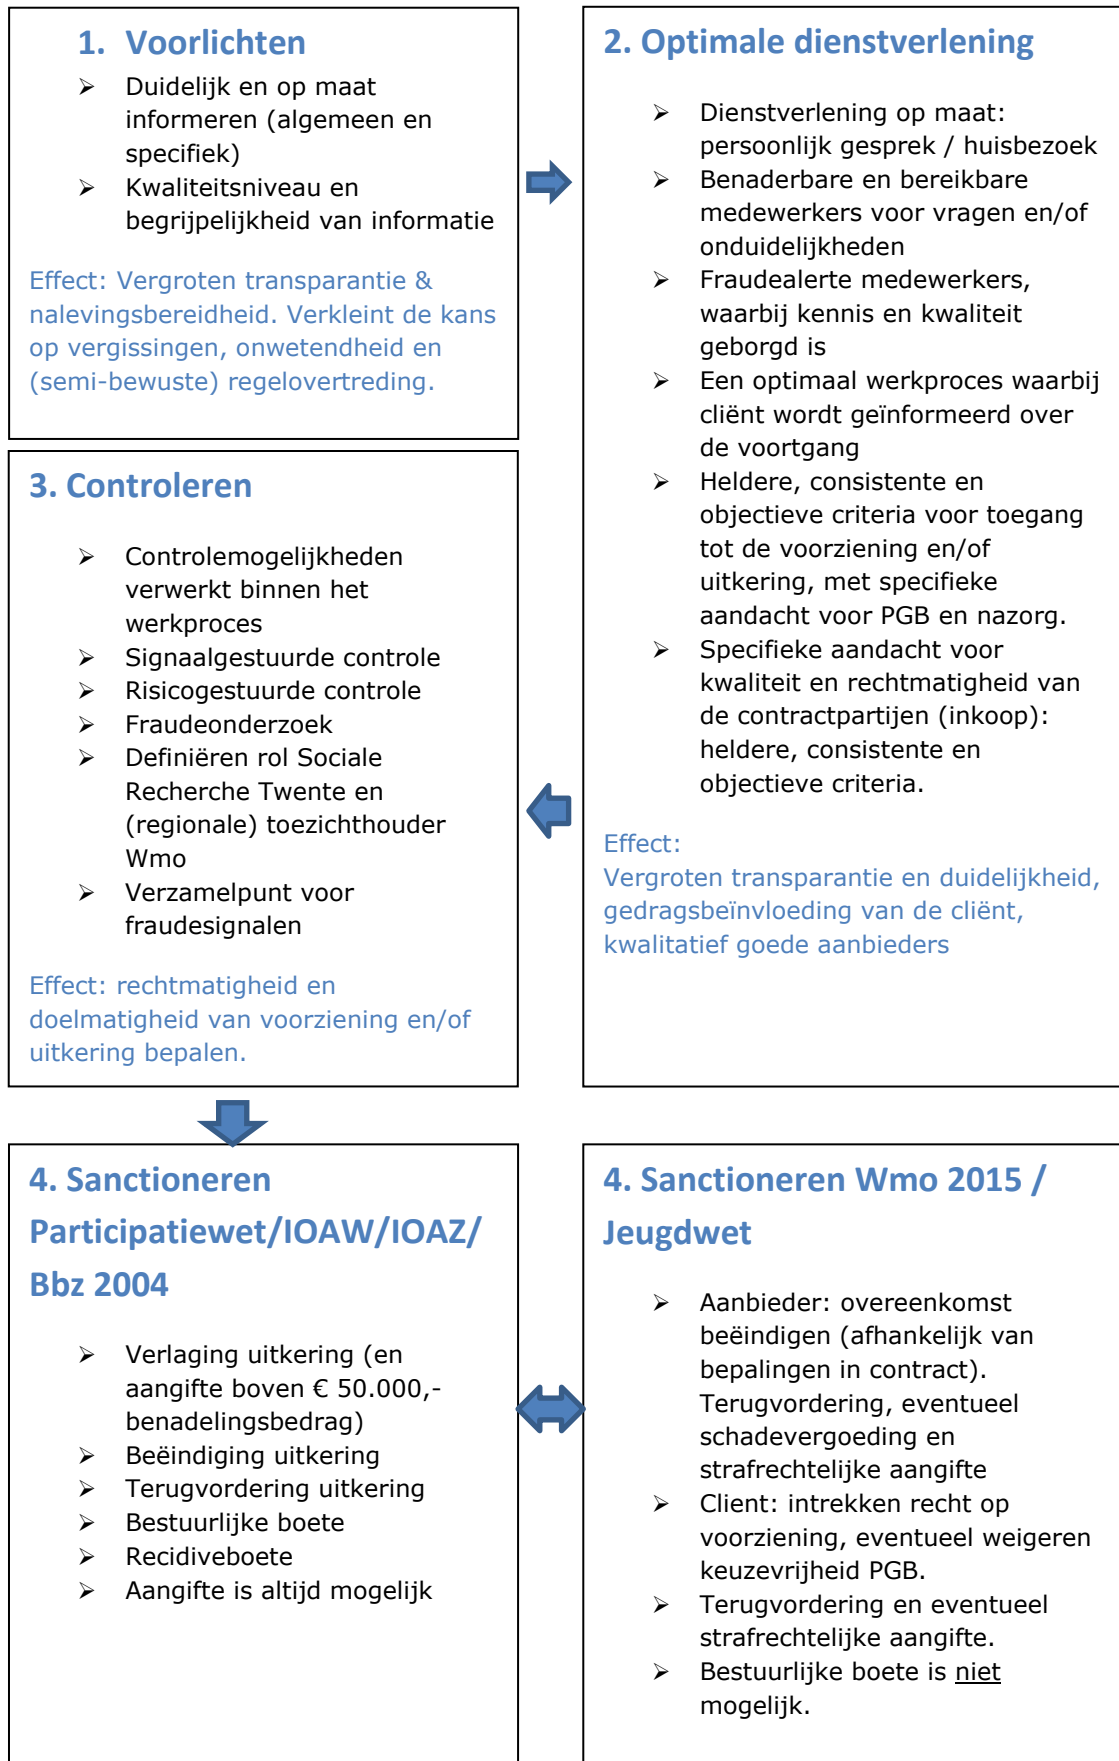 1. Voorlichten
➢ Duidelijk en op maat
informeren (algemeen en
specifiek)
➢ Kwaliteitsniveau en
begrijpelijkheid van informatie
Effect: Vergroten transparantie &
nalevingsbereidheid. Verkleint de kans
op vergissingen, onwetendheid en
(semi-bewuste) regelovertreding.
2. Optimale dienstverlening
➢ Dienstverlening op maat:
persoonlijk gesprek / huisbezoek
➢ Benaderbare en bereikbare
medewerkers voor vragen en/of
onduidelijkheden
➢ Fraudealerte medewerkers,
waarbij kennis en kwaliteit
geborgd is
➢ Een optimaal werkproces waarbij
cliënt wordt geïnformeerd over
de voortgang
➢ Heldere, consistente en
objectieve criteria voor toegang
tot de voorziening en/of
uitkering, met specifieke
aandacht voor PGB en nazorg.
➢ Specifieke aandacht voor
kwaliteit en rechtmatigheid van
de contractpartijen (inkoop):
heldere, consistente en
objectieve criteria.
Effect:
Vergroten transparantie en duidelijkheid,
gedragsbeïnvloeding van de cliënt,
kwalitatief goede aanbieders
3. Controleren
➢ Controlemogelijkheden
verwerkt binnen het
werkproces
➢ Signaalgestuurde controle
➢ Risicogestuurde controle
➢ Fraudeonderzoek
➢ Definiëren rol Sociale
Recherche Twente en
(regionale) toezichthouder
Wmo
➢ Verzamelpunt voor
fraudesignalen
Effect: rechtmatigheid en
doelmatigheid van voorziening en/of
uitkering bepalen.
4. Sanctioneren
Participatiewet/IOAW/IOAZ/
Bbz 2004
➢ Verlaging uitkering (en
aangifte boven € 50.000,-
benadelingsbedrag)
➢ Beëindiging uitkering
➢ Terugvordering uitkering
➢ Bestuurlijke boete
➢ Recidiveboete
➢ Aangifte is altijd mogelijk
4. Sanctioneren Wmo 2015 /
Jeugdwet
➢ Aanbieder: overeenkomst
beëindigen (afhankelijk van
bepalingen in contract).
Terugvordering, eventueel
schadevergoeding en
strafrechtelijke aangifte
➢ Client: intrekken recht op
voorziening, eventueel weigeren
keuzevrijheid PGB.
➢ Terugvordering en eventueel
strafrechtelijke aangifte.
➢ Bestuurlijke boete is niet
mogelijk.